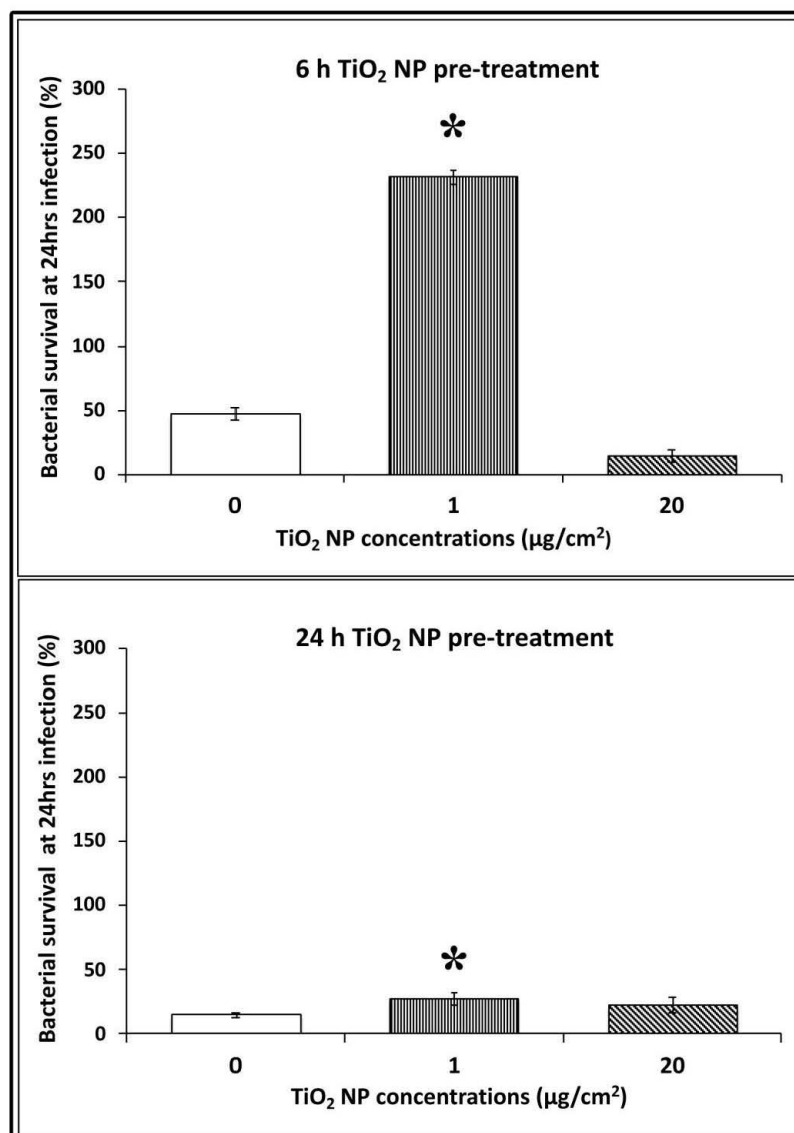 6 h TiO₂ NP pre-treatment
Bacterial survival at 24hrs infection (%)
300
250
200
150
100
50
0
*
0 1 20
TiO₂ NP concentrations (µg/cm²)
24 h TiO₂ NP pre-treatment
Bacterial survival at 24hrs infection (%)
300
250
200
150
100
50
0
*
0 1 20
TiO₂ NP concentrations (µg/cm²)